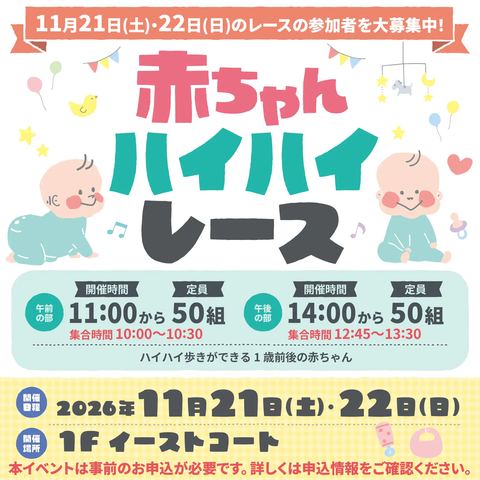 11月21日(土)・22日(日)のレースの参加者を大募集中!
赤ちゃん
ハイハイ
レース
午前の部
開催時間 定員
11:00から 50組
集合時間 10:00〜10:30
午後の部
開催時間 定員
14:00から 50組
集合時間 12:45〜13:30
ハイハイ歩きができる1歳前後の赤ちゃん
開催日程 2026年11月21日(土)・22日(日)
開催場所 1F イーストコート
本イベントは事前のお申込が必要です。詳しくは申込情報をご確認ください。